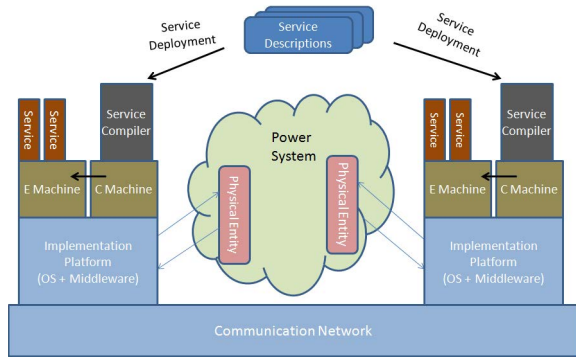 Service
Deployment
Service
Descriptions
Service
Deployment
Service
Service
Service
Compiler
E Machine
C Machine
Implementation
Platform
(OS + Middleware)
Power
System
Physical Entity
Physical Entity
Service
Service
Service
Compiler
E Machine
C Machine
Implementation
Platform
(OS + Middleware)
Communication Network